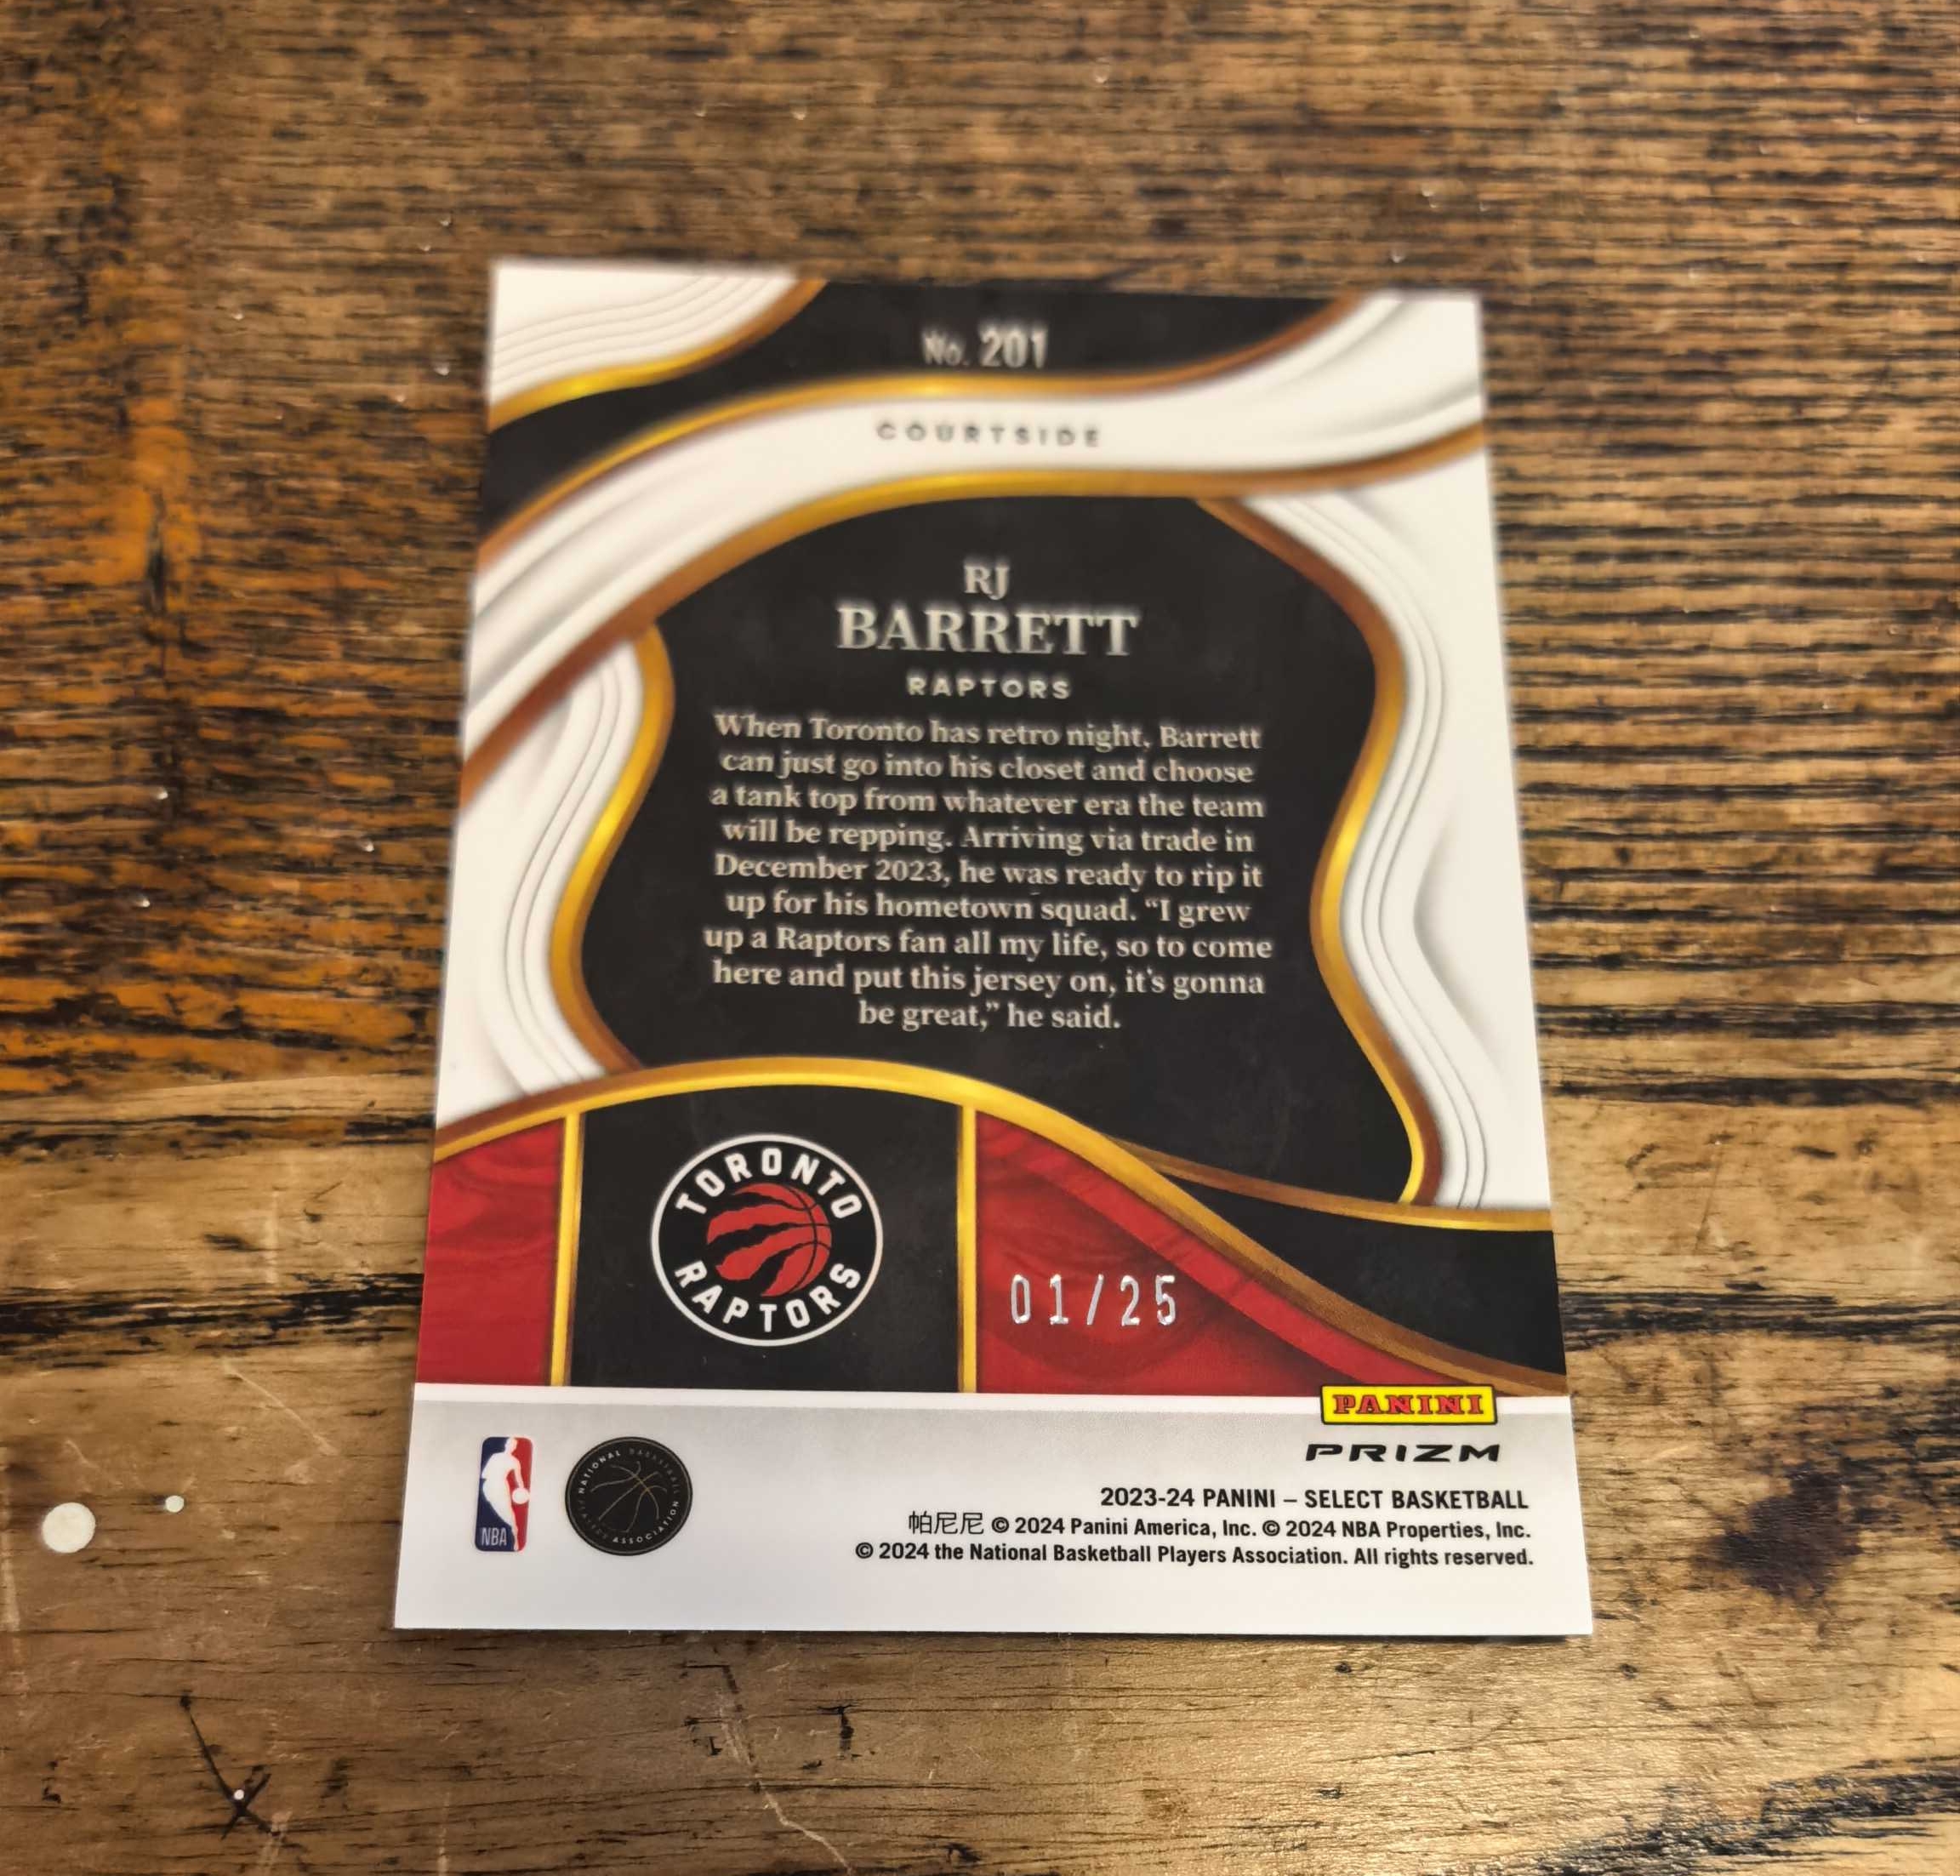 No. 201
COURTSIDE
RJ
BARRETT
RAPTORS
When Toronto has retro night, Barrett
can just go into his closet and choose
a tank top from whatever era the team
will be repping. Arriving via trade in
December 2023, he was ready to rip it
up for his hometown squad. “I grew
up a Raptors fan all my life, so to come
here and put this jersey on, it's gonna
be great,” he said.
TORONTO
RAPTORS
01/25
PANINI
PRIZM
NBA
NATIONAL BASKETBALL
PLAYERS ASSOCIATION
2023-24 PANINI – SELECT BASKETBALL
帕尼尼 © 2024 Panini America, Inc. © 2024 NBA Properties, Inc.
© 2024 the National Basketball Players Association. All rights reserved.